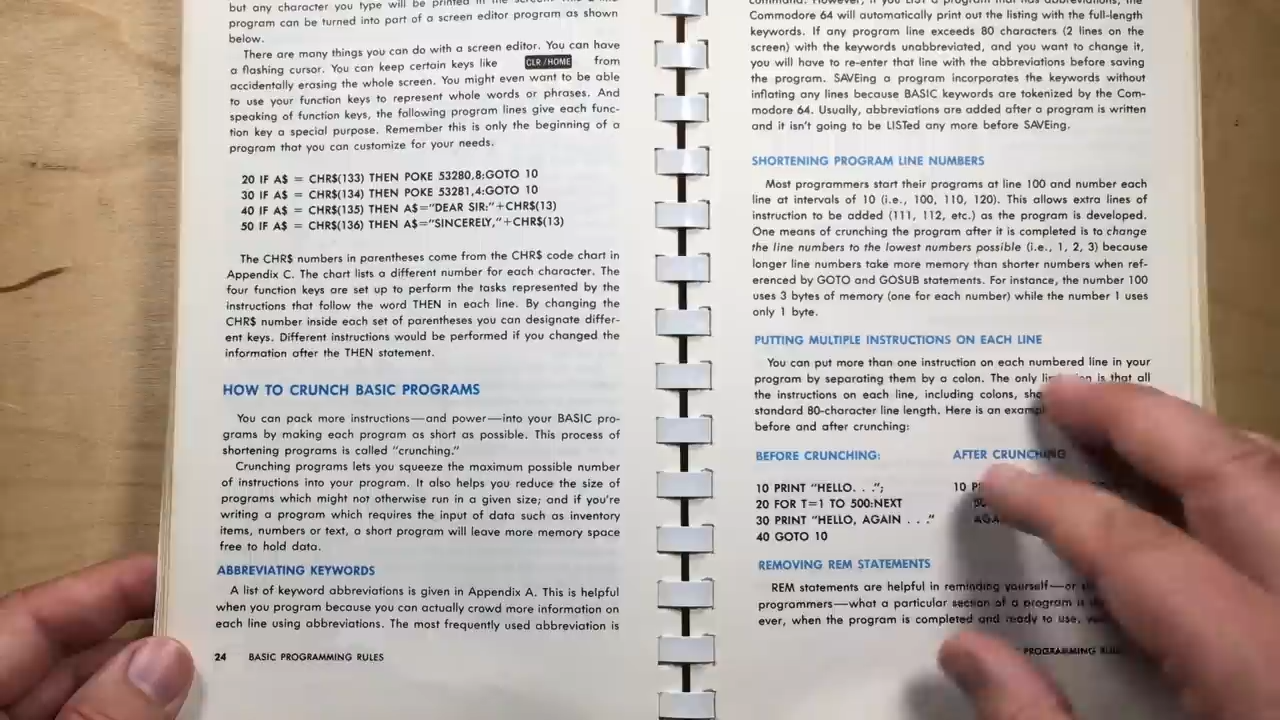 but any character you type will be printed
program can be turned into part of a screen editor program as shown
below.
There are many things you can do with a screen editor. You can have
a flashing cursor. You can keep certain keys like CLR/HOME from
accidentally erasing the whole screen. You might even want to be able
to use your function keys to represent whole words or phrases. And
speaking of function keys, the following program lines give each func-
tion key a special purpose. Remember this is only the beginning of a
program that you can customize for your needs.
20 IF A$ = CHR$(133) THEN POKE 53280,8:GOTO 10
30 IF A$ = CHR$(134) THEN POKE 53281,4:GOTO 10
40 IF A$ = CHR$(135) THEN A$="DEAR SIR:"+CHR$(13)
50 IF A$ = CHR$(136) THEN A$="SINCERELY,"+CHR$(13)
The CHR$ numbers in parentheses come from the CHR$ code chart in
Appendix C. The chart lists a different number for each character. The
four function keys are set up to perform the tasks represented by the
instructions that follow the word THEN in each line. By changing the
CHR$ number inside each set of parentheses you can designate differ-
ent keys. Different instructions would be performed if you changed the
information after the THEN statement.
HOW TO CRUNCH BASIC PROGRAMS
You can pack more instructions—and power—into your BASIC pro-
grams by making each program as short as possible. This process of
shortening programs is called "crunching."
Crunching programs lets you squeeze the maximum possible number
of instructions into your program. It also helps you reduce the size of
programs which might not otherwise run in a given size; and if you're
writing a program which requires the input of data such as inventory
items, numbers or text, a short program will leave more memory space
free to hold data.
ABBREVIATING KEYWORDS
A list of keyword abbreviations is given in Appendix A. This is helpful
when you program because you can actually crowd more information on
each line using abbreviations. The most frequently used abbreviation is
24 BASIC PROGRAMMING RULES
Commodore 64 will automatically print out the listing with the full-length
keywords. If any program line exceeds 80 characters (2 lines on the
screen) with the keywords unabbreviated, and you want to change it,
you will have to re-enter that line with the abbreviations before saving
the program. SAVEing a program incorporates the keywords without
inflating any lines because BASIC keywords are tokenized by the Com-
modore 64. Usually, abbreviations are added after a program is written
and it isn't going to be LISTed any more before SAVEing.
SHORTENING PROGRAM LINE NUMBERS
Most programmers start their programs at line 100 and number each
line at intervals of 10 (i.e., 100, 110, 120). This allows extra lines of
instruction to be added (111, 112, etc.) as the program is developed.
One means of crunching the program after it is completed is to change
the line numbers to the lowest numbers possible (i.e., 1, 2, 3) because
longer line numbers take more memory than shorter numbers when ref-
erenced by GOTO and GOSUB statements. For instance, the number 100
uses 3 bytes of memory (one for each number) while the number 1 uses
only 1 byte.
PUTTING MULTIPLE INSTRUCTIONS ON EACH LINE
You can put more than one instruction on each numbered line in your
program by separating them by a colon. The only is that all
the instructions on each line, including colons,
standard 80-character line length. Here is an
before and after crunching:
BEFORE CRUNCHING: AFTER CRUNCHING
10 PRINT "HELLO. . ."; 10
20 FOR T=1 TO 500:NEXT
30 PRINT "HELLO, AGAIN . . ."
40 GOTO 10
REMOVING REM STATEMENTS
REM statements are helpful in reminding yourself—or
programmers—what a particular section of a program is
ever, when the program is completed and ready to use,
PROGRAMMING